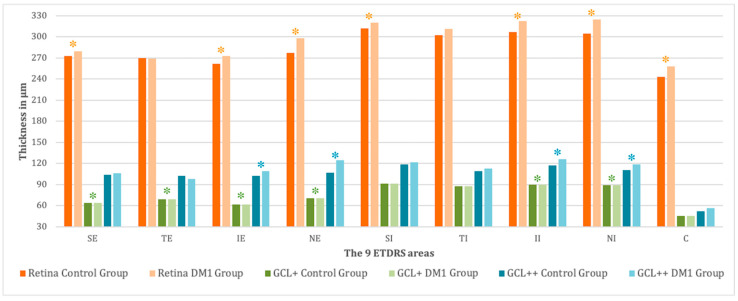 Thickness in µm
330
300
270
240
210
180
150
120
90
60
30
* * * * * * *
* * * *
* * * * * *
SE TE IE NE SI TI II NI C
The 9 ETDRS areas
Retina Control Group Retina DM1 Group GCL+ Control Group GCL+ DM1 Group GCL++ Control Group GCL++ DM1 Group